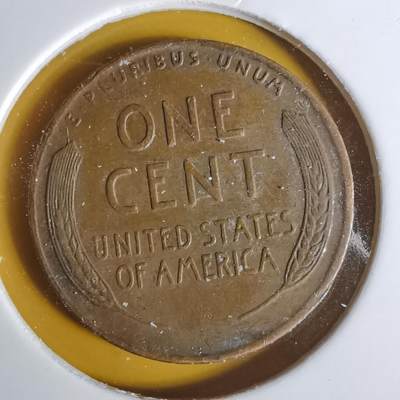 E PLURIBUS·UNUM
ONE
CENT
UNITED STATES
OF AMERICA